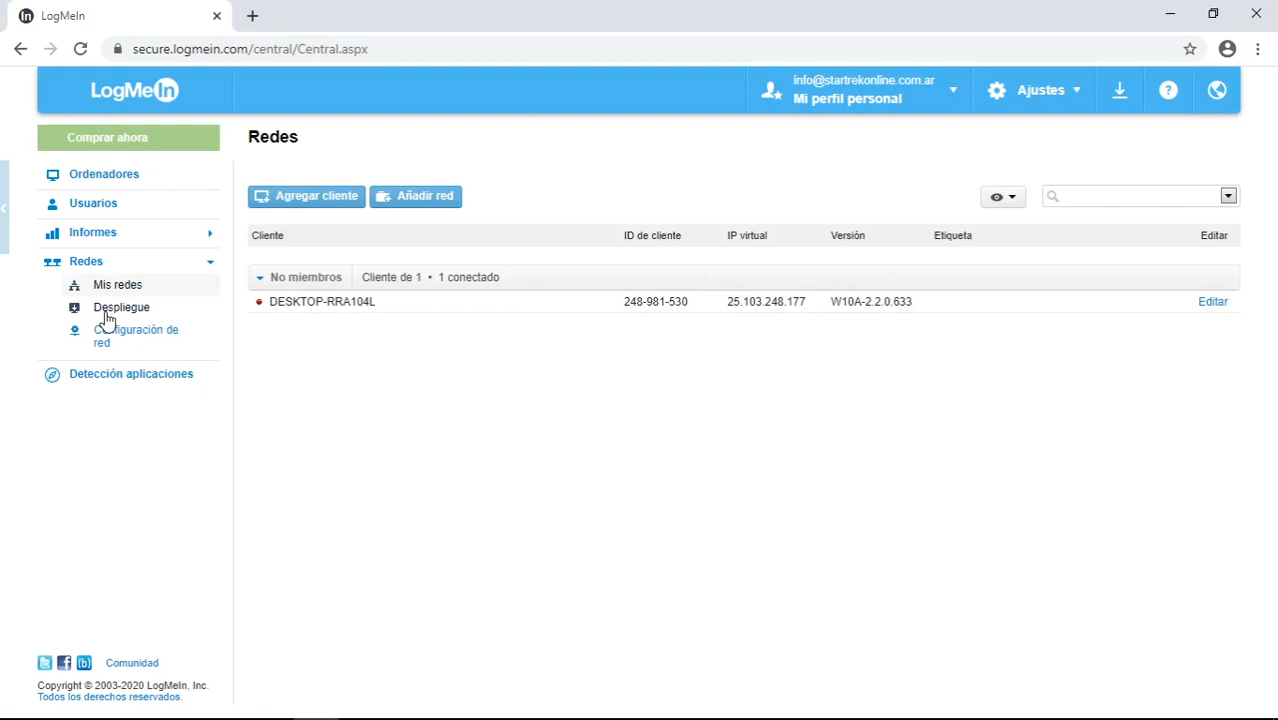 LogMeIn
secure.logmein.com/central/Central.aspx
LogMeIn
info@startrekonline.com.ar
Mi perfil personal
Ajustes
Comprar ahora
Ordenadores
Usuarios
Informes
Redes
Mis redes
Despliegue
Configuración de
red
Detección aplicaciones
Redes
Agregar cliente
Añadir red
Cliente ID de cliente IP virtual Versión Etiqueta Editar
No miembros Cliente de 1 • 1 conectado
DESKTOP-RRA104L 248-981-530 25.103.248.177 W10A-2.2.0.633 Editar
Comunidad
Copyright © 2003-2020 LogMeIn, Inc.
Todos los derechos reservados.